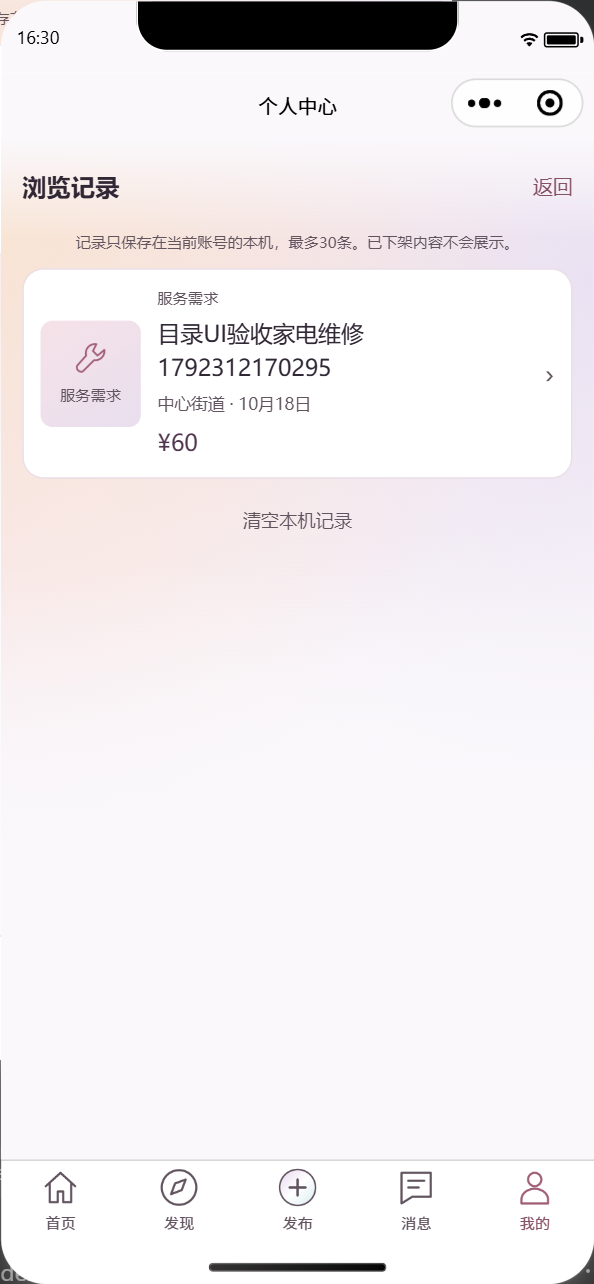 16:30
个人中心
浏览记录
返回
记录只保存在当前账号的本机，最多30条。已下架内容不会展示。
服务需求
服务需求
目录UI验收家电维修
1792312170295
中心街道 · 10月18日
¥60
清空本机记录
首页
发现
发布
消息
我的